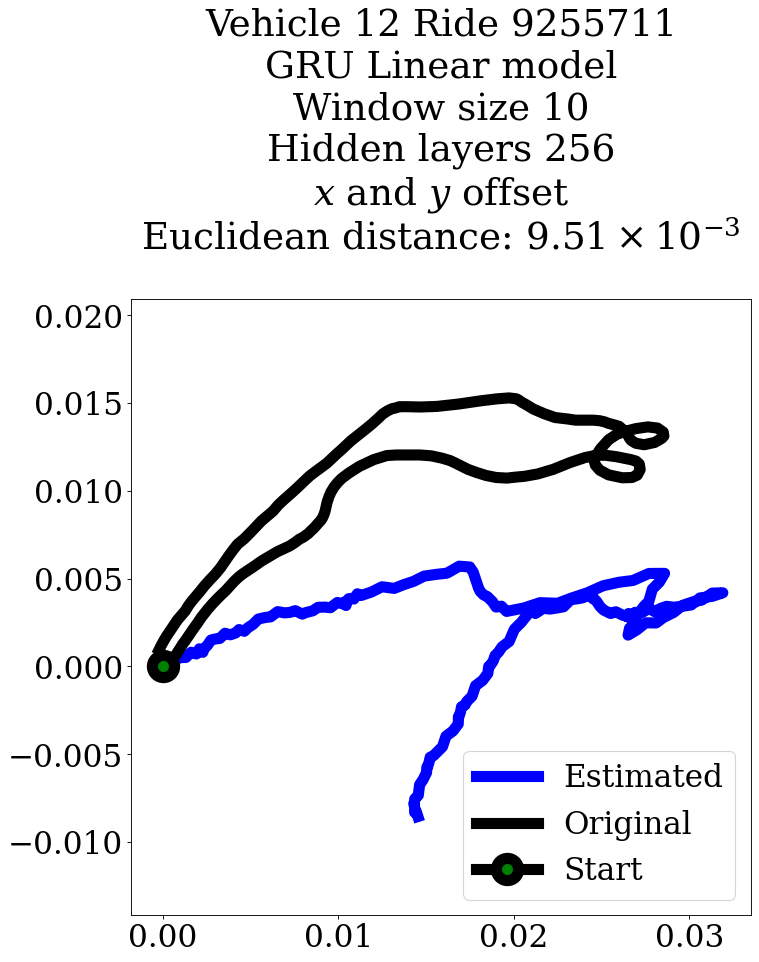 Vehicle 12 Ride 9255711
GRU Linear model
Window size 10
Hidden layers 256
x and y offset
Euclidean distance: 9.51 × 10⁻³
0.020
0.015
0.010
0.005
0.000
−0.005
−0.010
Estimated
Original
Start
0.00 0.01 0.02 0.03